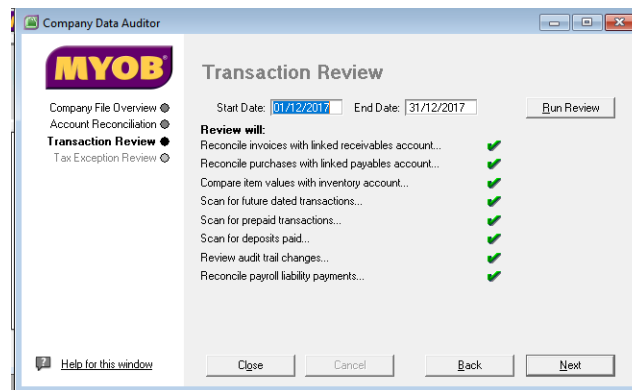 Company Data Auditor
MYOB
Company File Overview
Account Reconciliation
Transaction Review
Tax Exception Review
Transaction Review
Start Date: 01/12/2017 End Date: 31/12/2017 Run Review
Review will:
Reconcile invoices with linked receivables account...
Reconcile purchases with linked payables account...
Compare item values with inventory account...
Scan for future dated transactions...
Scan for prepaid transactions...
Scan for deposits paid...
Review audit trail changes...
Reconcile payroll liability payments...
? Help for this window Close Cancel Back Next